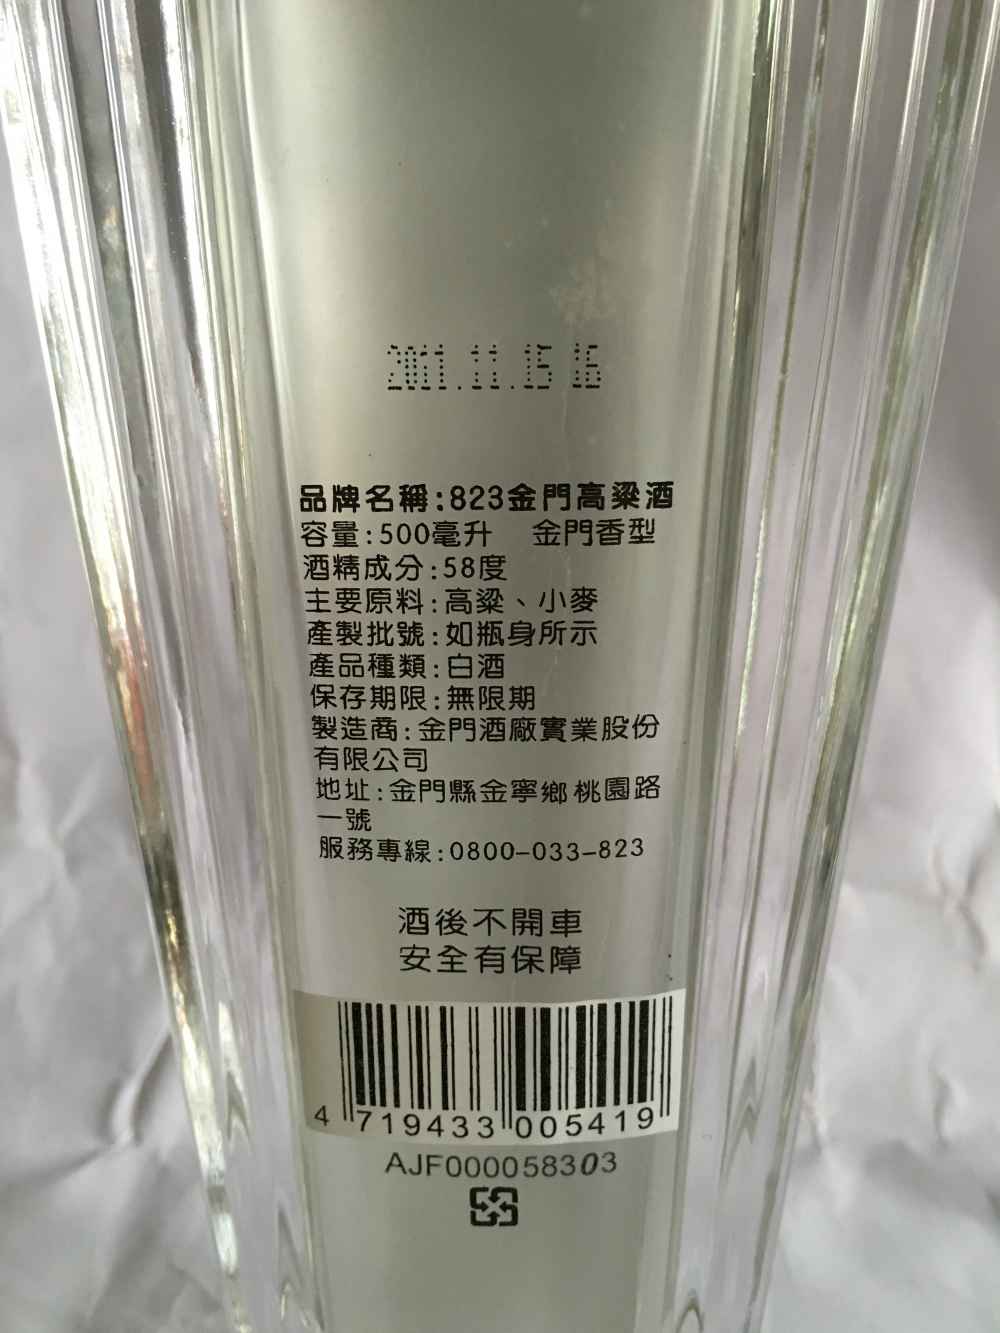 2011.11.15 16
品牌名稱:823金門高粱酒
容量:500毫升 金門香型
酒精成分:58度
主要原料:高粱、小麥
產製批號:如瓶身所示
產品種類:白酒
保存期限:無限期
製造商:金門酒廠實業股份
有限公司
地址:金門縣金寧鄉桃園路
一號
服務專線:0800-033-823
酒後不開車
安全有保障
4 719433 005419
AJF000058303